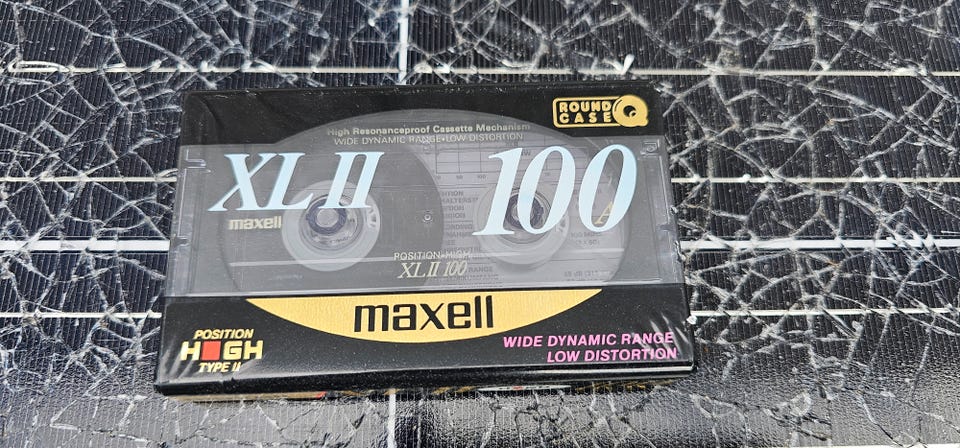 ROUND
CASE
High Resonanceproof Cassette Mechanism
WIDE DYNAMIC RANGE•LOW DISTORTION
XL II 100
maxell
A
POSITION•HIGH
XL II 100
RANGE
maxell
POSITION
HIGH
TYPE II
WIDE DYNAMIC RANGE
LOW DISTORTION